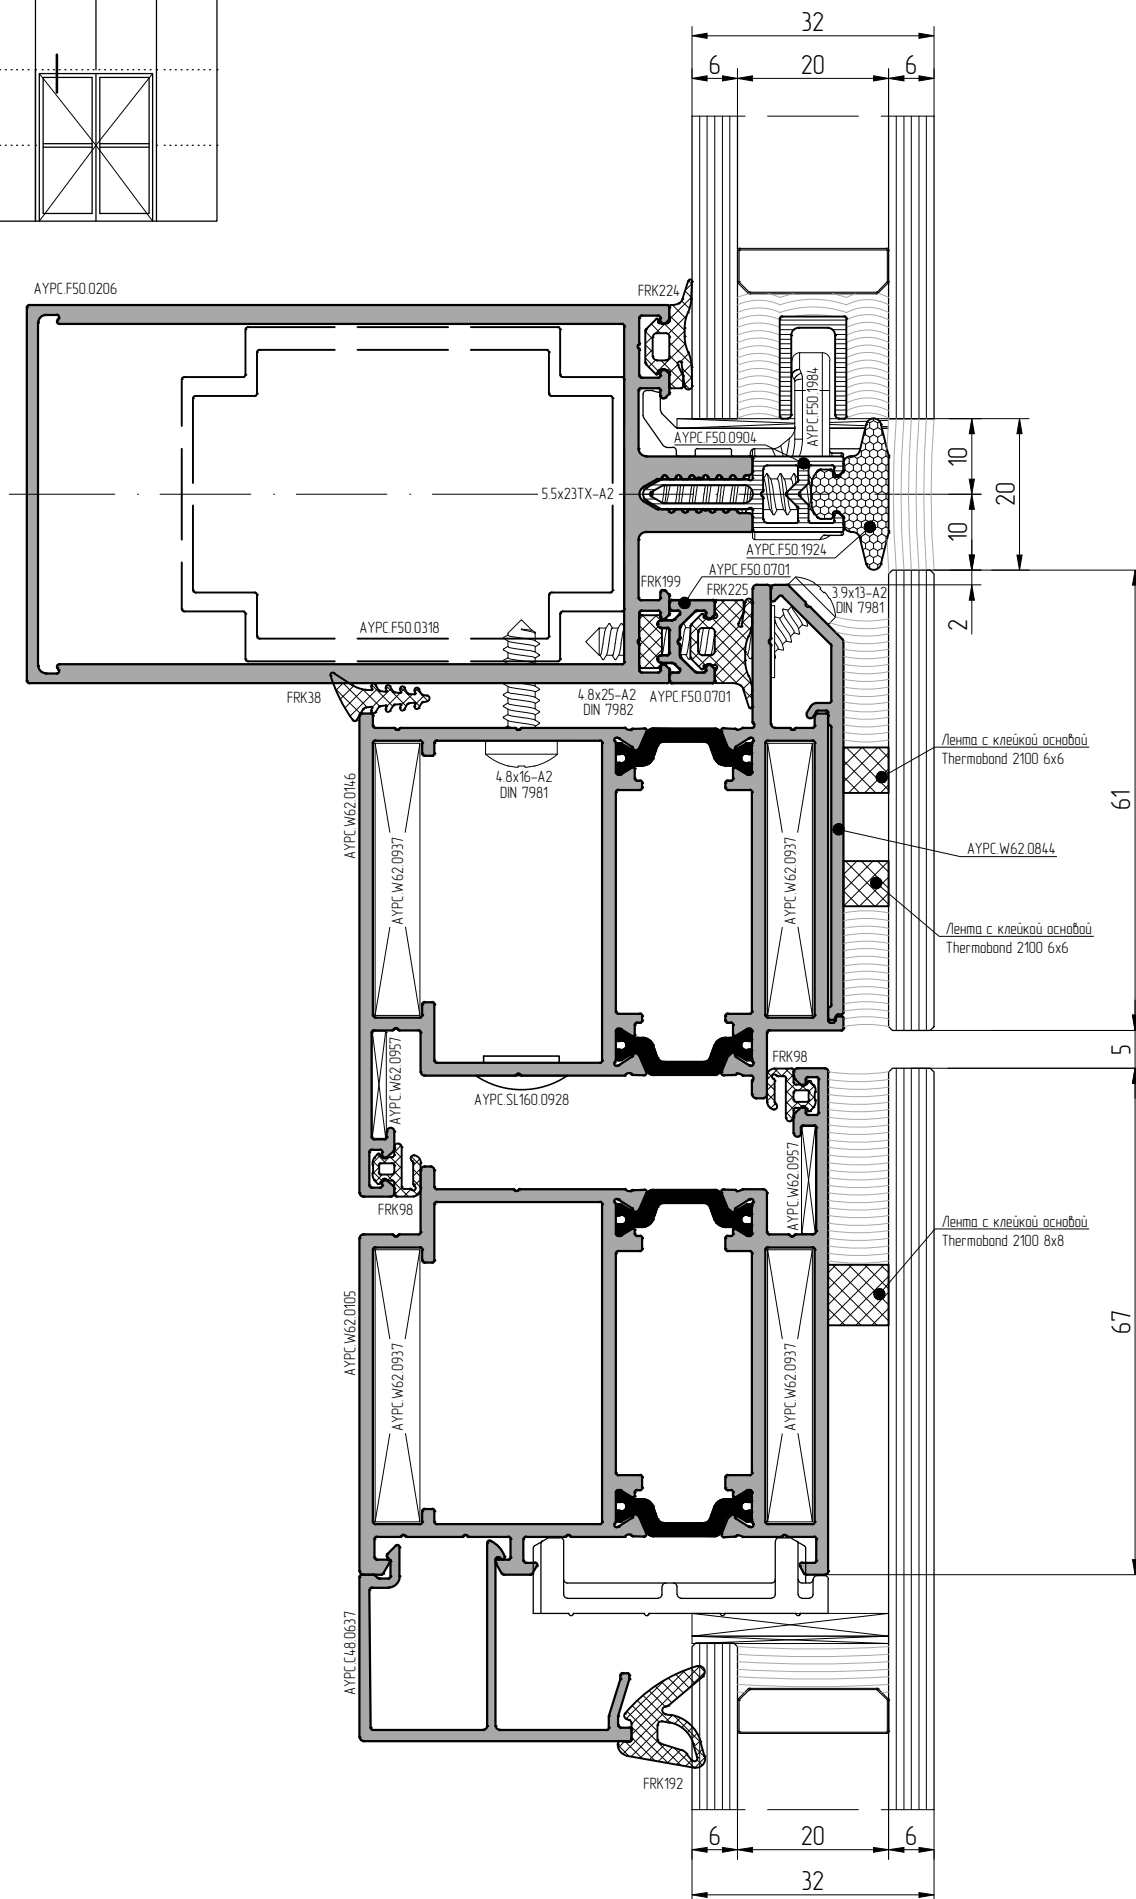 32
6
20
6
AYPC.F50.0206
FRK224
AYPC.F50.1984
AYPC.F50.0904
10
20
5.5x23TX-A2
10
AYPC.F50.1924
AYPC.F50.0701
FRK199
FRK225
3.9x13-A2
DIN 7981
2
AYPC.F50.0318
FRK38
4.8x25-A2
DIN 7982
AYPC.F50.0701
Лента с клейкой основой
Thermobond 2100 6x6
4.8x16-A2
DIN 7981
AYPC.W62.0146
61
AYPC.W62.0937
AYPC.W62.0937
AYPC.W62.0844
Лента с клейкой основой
Thermobond 2100 6x6
5
AYPC.W62.0957
FRK98
AYPC.SL160.0928
AYPC.W62.0957
FRK98
Лента с клейкой основой
Thermobond 2100 8x8
AYPC.W62.0105
67
AYPC.W62.0937
AYPC.W62.0937
AYPC.C48.0637
FRK192
6
20
6
32